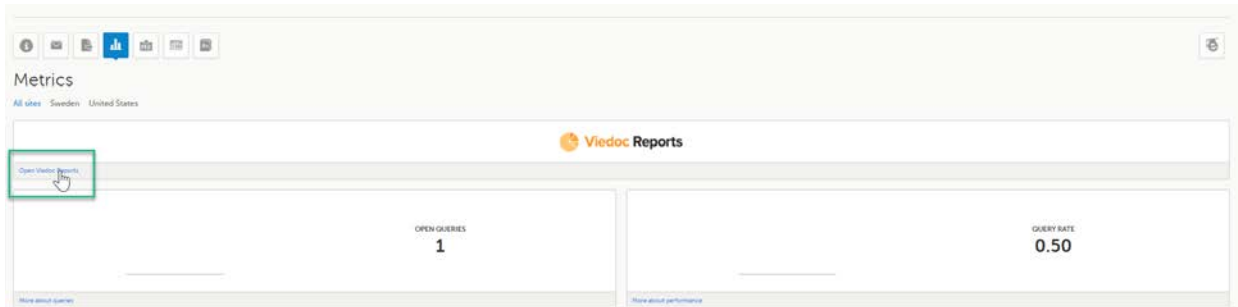 Metrics
All sites Sweden United States
Viedoc Reports
Open Viedoc Reports
OPEN QUERIES
1
QUERY RATE
0.50
More about queries
More about performance